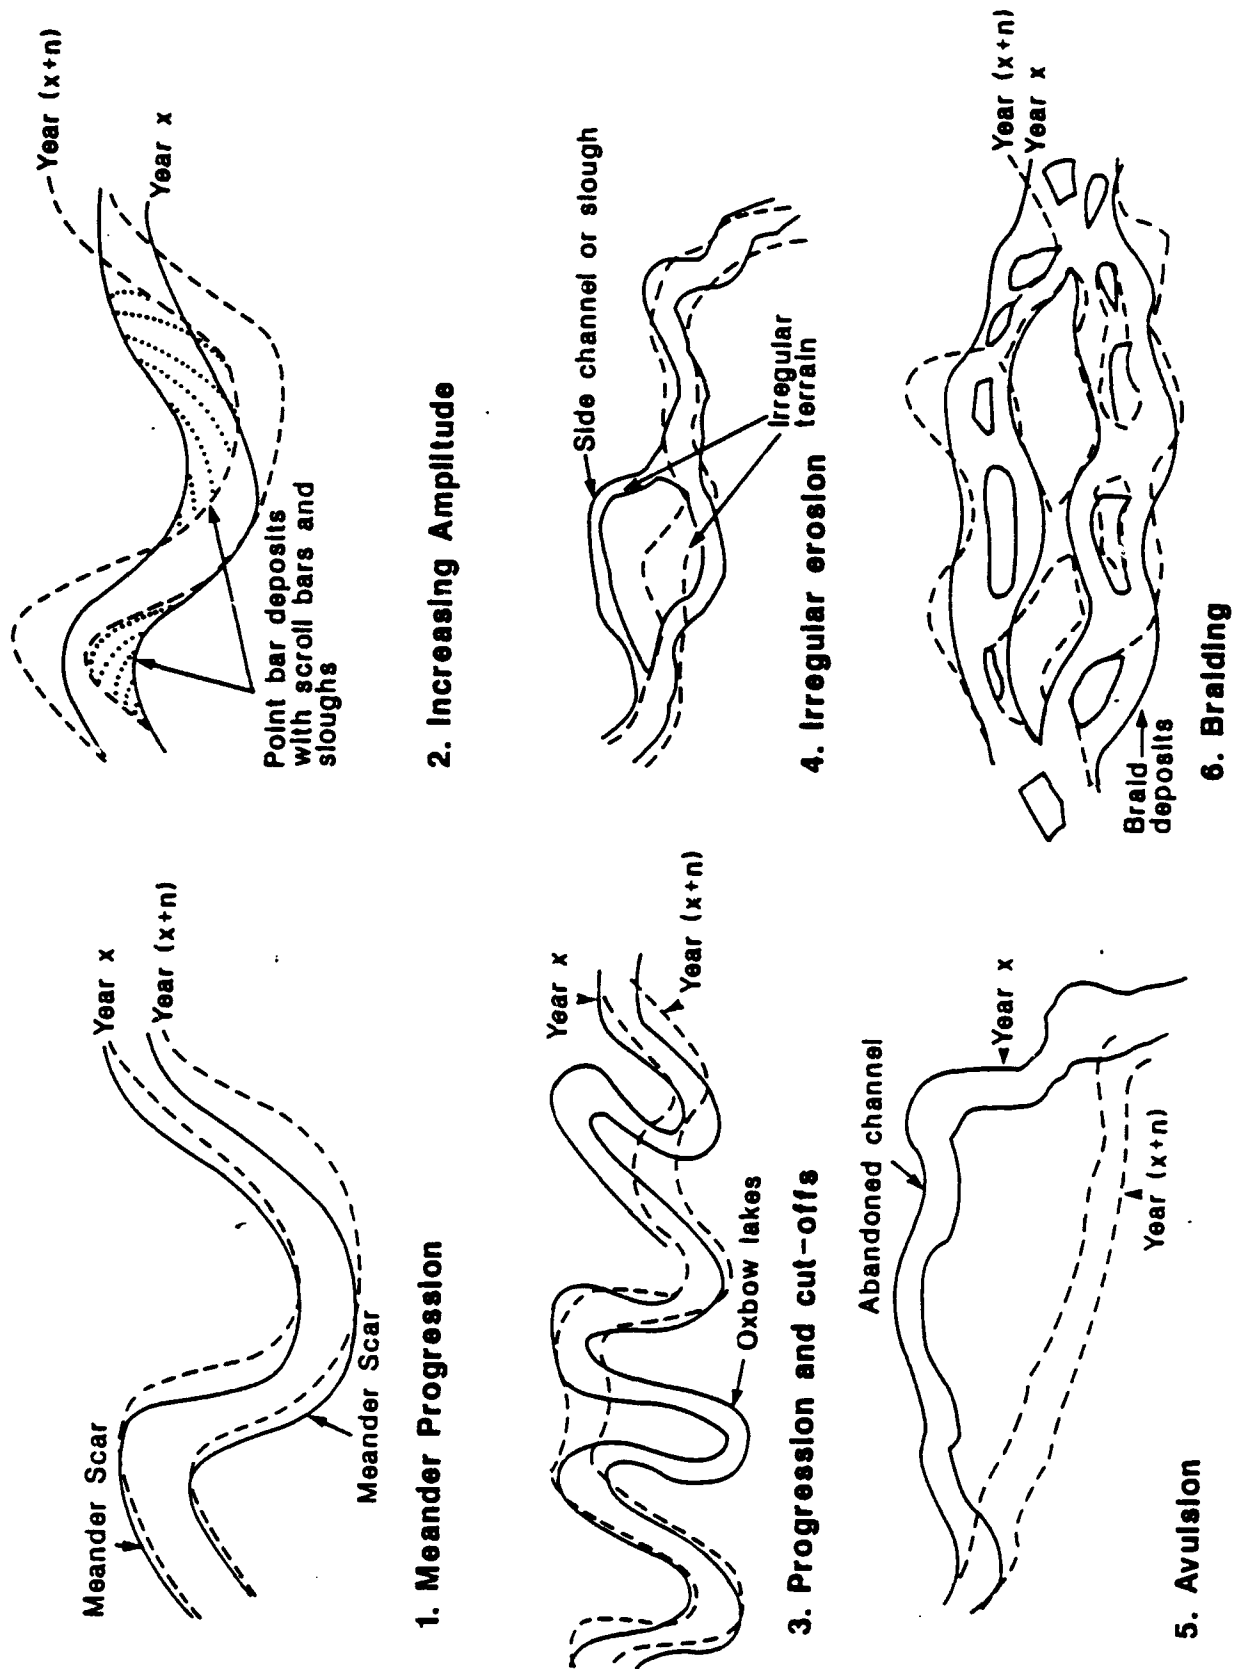 Meander Scar
Year x
Year (x+n)
Meander Scar
1. Meander Progression
Year (x+n)
Year x
Point bar deposits
with scroll bars and
sloughs
2. Increasing Amplitude
Year x
Year (x+n)
Oxbow lakes
3. Progression and cut-offs
Side channel or slough
Irregular
terrain
4. Irregular erosion
Abandoned channel
Year x
Year (x+n)
5. Avulsion
Year (x+n)
Year x
Braid
deposits
6. Braiding